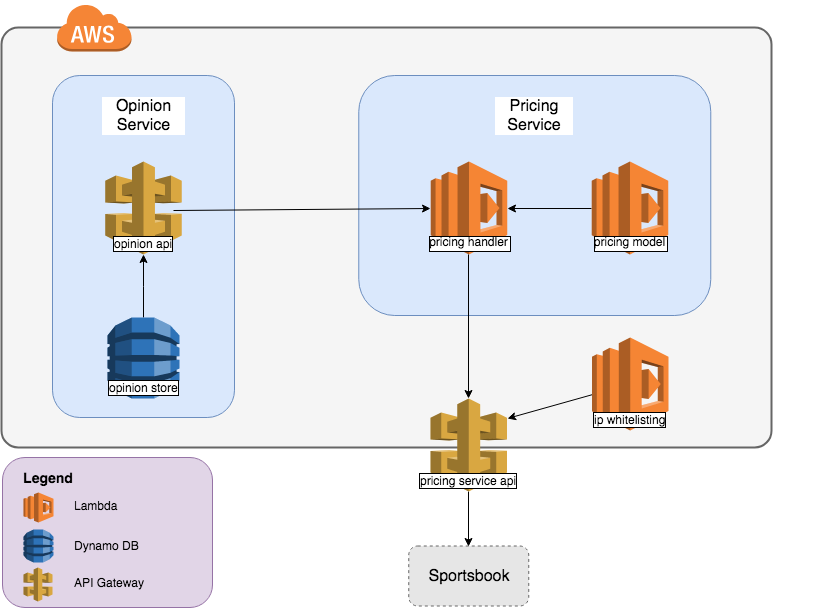 AWS
Opinion
Service
Pricing
Service
opinion api
pricing handler
pricing model
opinion store
ip whitelisting
pricing service api
Legend
Lambda
Dynamo DB
API Gateway
Sportsbook